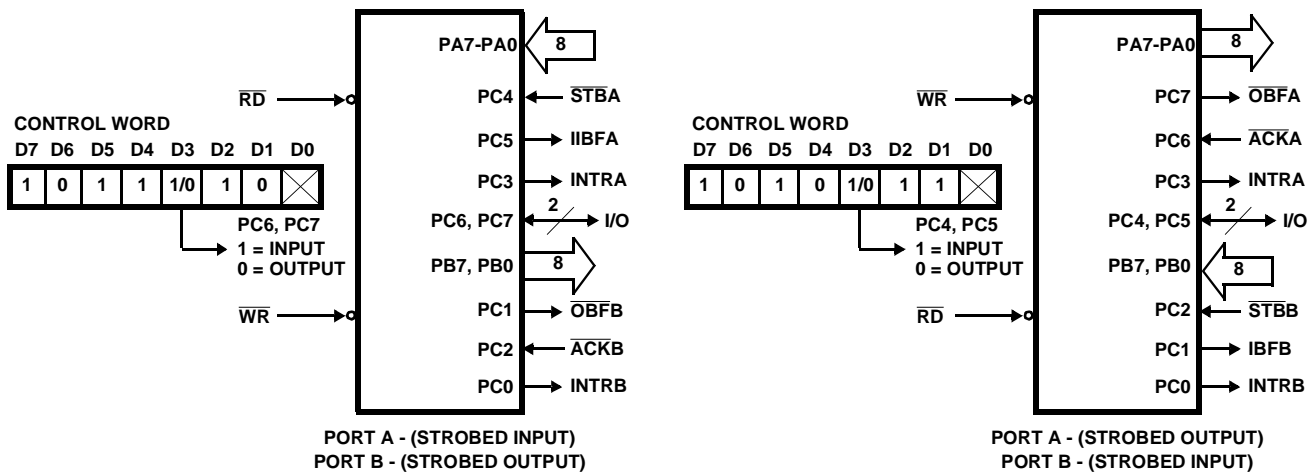 PA7-PA0
8
RD
PC4
STBA
CONTROL WORD
D7 D6 D5 D4 D3 D2 D1 D0
1 0 1 1 1/0 1 0
PC5
IIBFA
PC3
INTRA
PC6, PC7
2
I/O
PC6, PC7
1 = INPUT
0 = OUTPUT
PB7, PB0
8
WR
PC1
OBFB
PC2
ACKB
PC0
INTRB
PORT A - (STROBED INPUT)
PORT B - (STROBED OUTPUT)
PA7-PA0
8
WR
PC7
OBFA
CONTROL WORD
D7 D6 D5 D4 D3 D2 D1 D0
1 0 1 0 1/0 1 1
PC6
ACKA
PC3
INTRA
PC4, PC5
2
I/O
PC4, PC5
1 = INPUT
0 = OUTPUT
PB7, PB0
8
RD
PC2
STBB
PC1
IBFB
PC0
INTRB
PORT A - (STROBED OUTPUT)
PORT B - (STROBED INPUT)